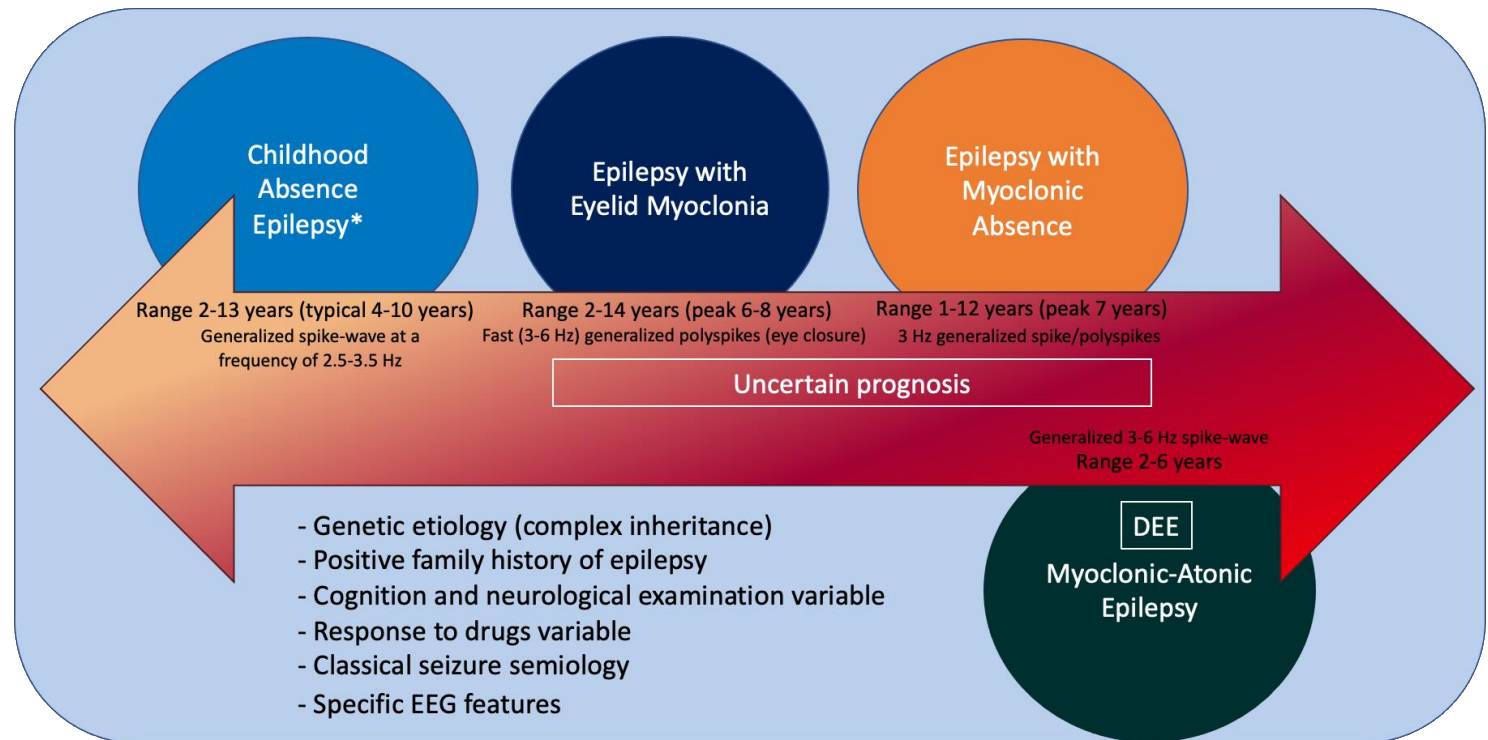 Childhood
Absence
Epilepsy*
Epilepsy with
Eyelid Myoclonia
Epilepsy with
Myoclonic
Absence
Range 2-13 years (typical 4-10 years)
Generalized spike-wave at a
frequency of 2.5-3.5 Hz
Range 2-14 years (peak 6-8 years)
Fast (3-6 Hz) generalized polyspikes (eye closure)
Range 1-12 years (peak 7 years)
3 Hz generalized spike/polyspikes
Uncertain prognosis
Generalized 3-6 Hz spike-wave
Range 2-6 years
DEE
Myoclonic-Atonic
Epilepsy
- Genetic etiology (complex inheritance)
- Positive family history of epilepsy
- Cognition and neurological examination variable
- Response to drugs variable
- Classical seizure semiology
- Specific EEG features